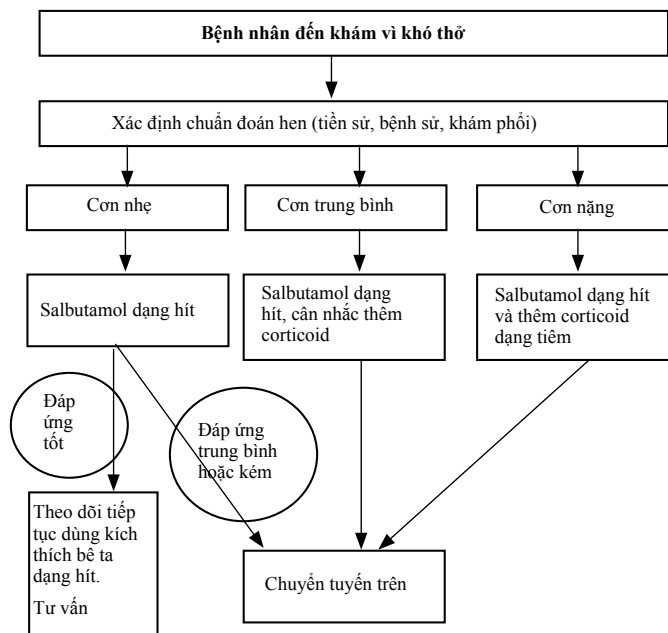 Bệnh nhân đến khám vì khó thở
Xác định chuẩn đoán hen (tiền sử, bệnh sử, khám phổi)
Cơn nhẹ
Cơn trung bình
Cơn nặng
Salbutamol dạng hít
Salbutamol dạng
hít, cân nhắc thêm
corticoid
Salbutamol dạng hít
và thêm corticoid
dạng tiêm
Đáp
ứng
tốt
Đáp ứng
trung bình
hoặc kém
Theo dõi tiếp
tục dùng kích
thích bê ta
dạng hít.
Tư vấn
Chuyển tuyến trên